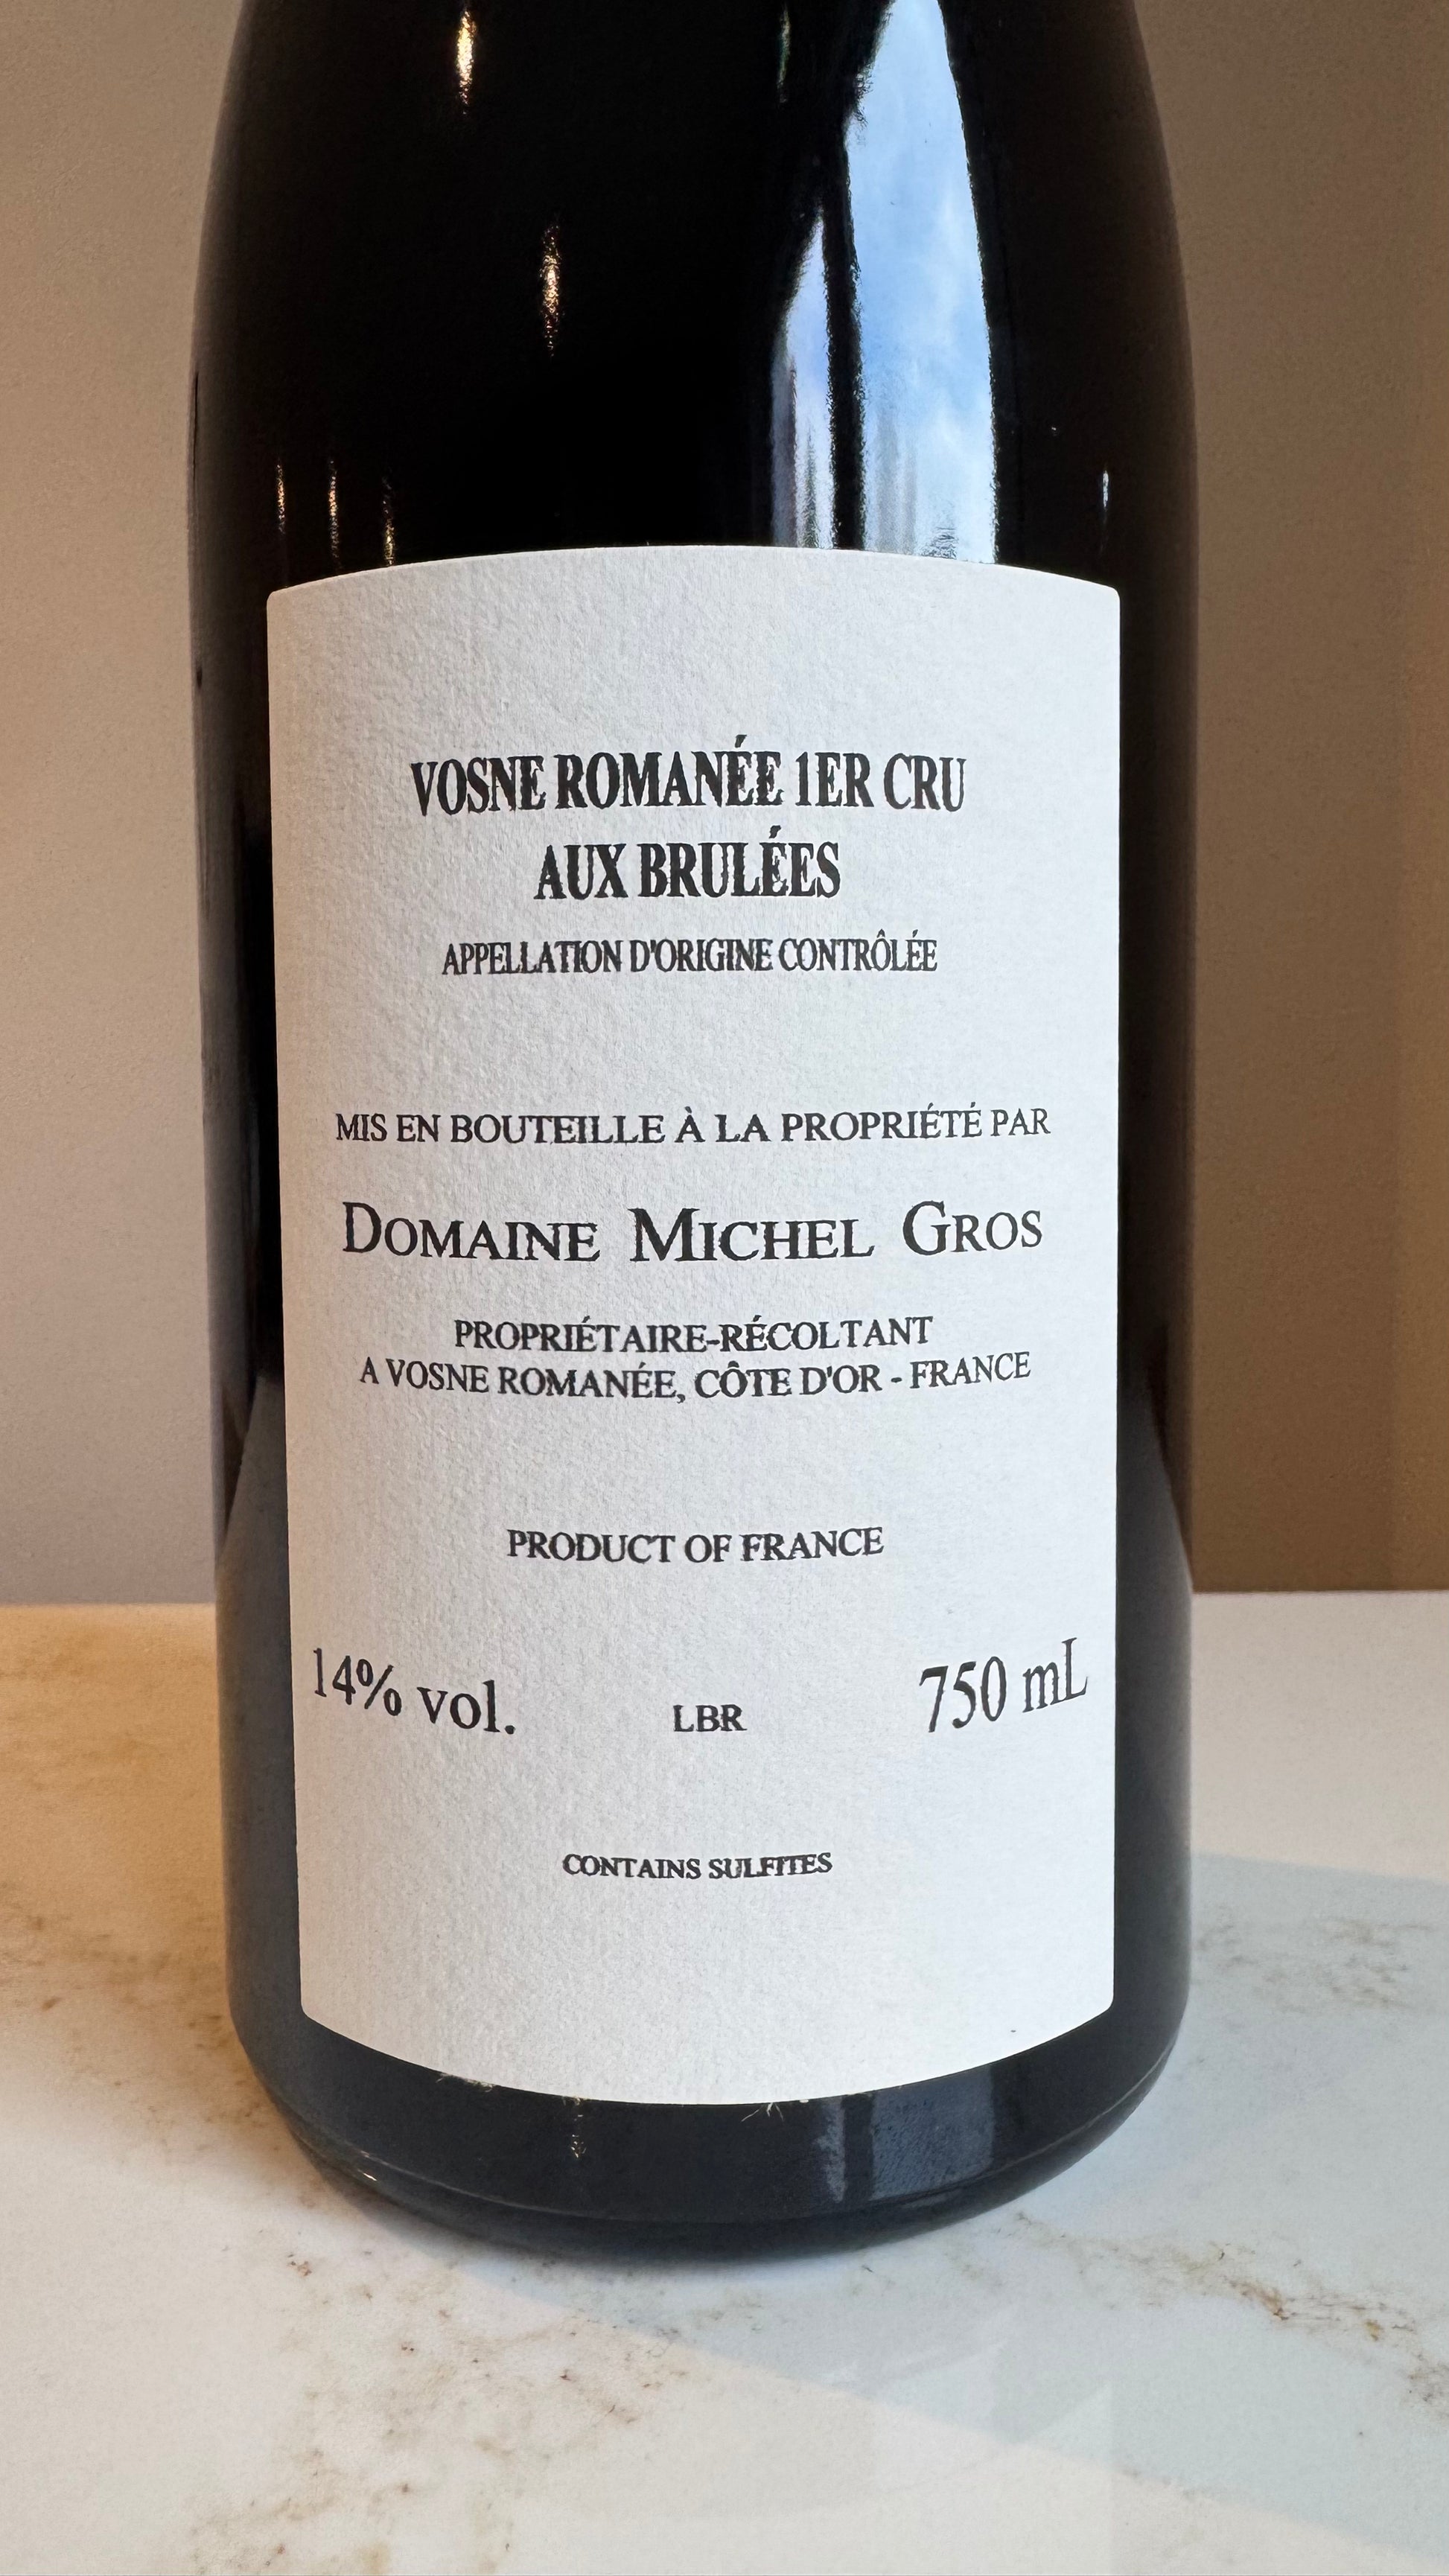 VOSNE ROMANÉE 1ER CRU
AUX BRULÉES
APPELLATION D'ORIGINE CONTRÔLÉE
MIS EN BOUTEILLE À LA PROPRIÉTÉ PAR
DOMAINE MICHEL GROS
PROPRIÉTAIRE-RÉCOLTANT
A VOSNE ROMANÉE, CÔTE D'OR - FRANCE
PRODUCT OF FRANCE
14% vol. LBR 750 mL
CONTAINS SULFITES